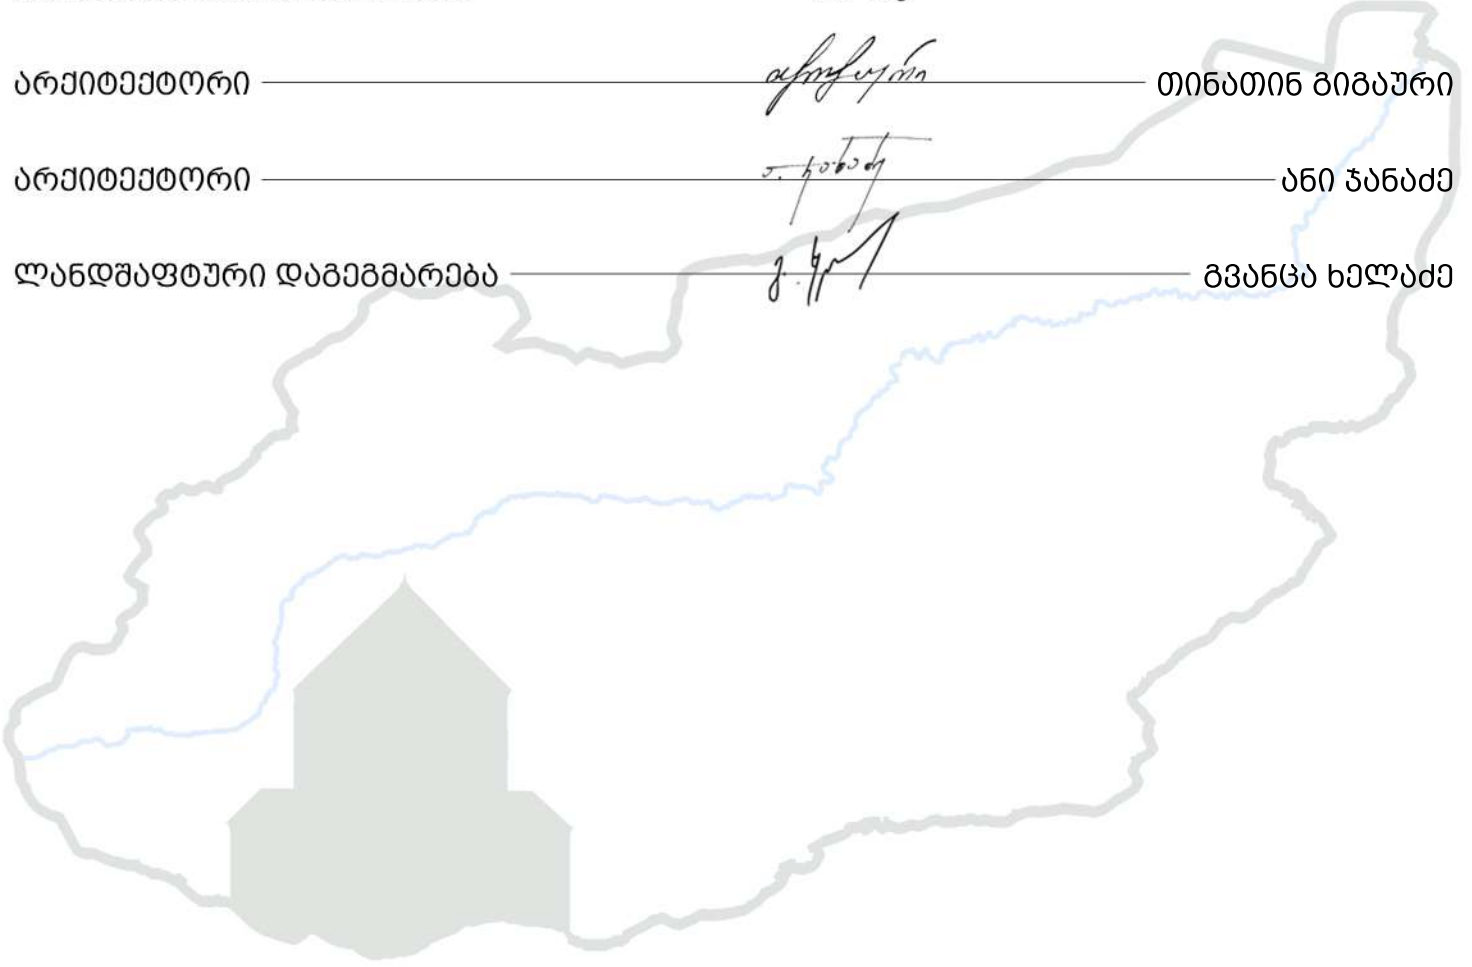 არქიტექტორი თინათინ გიგაური
არქიტექტორი ანი ჯანაძე
ლანდშაფტური დაგეგმარება გვანცა ხელაძე